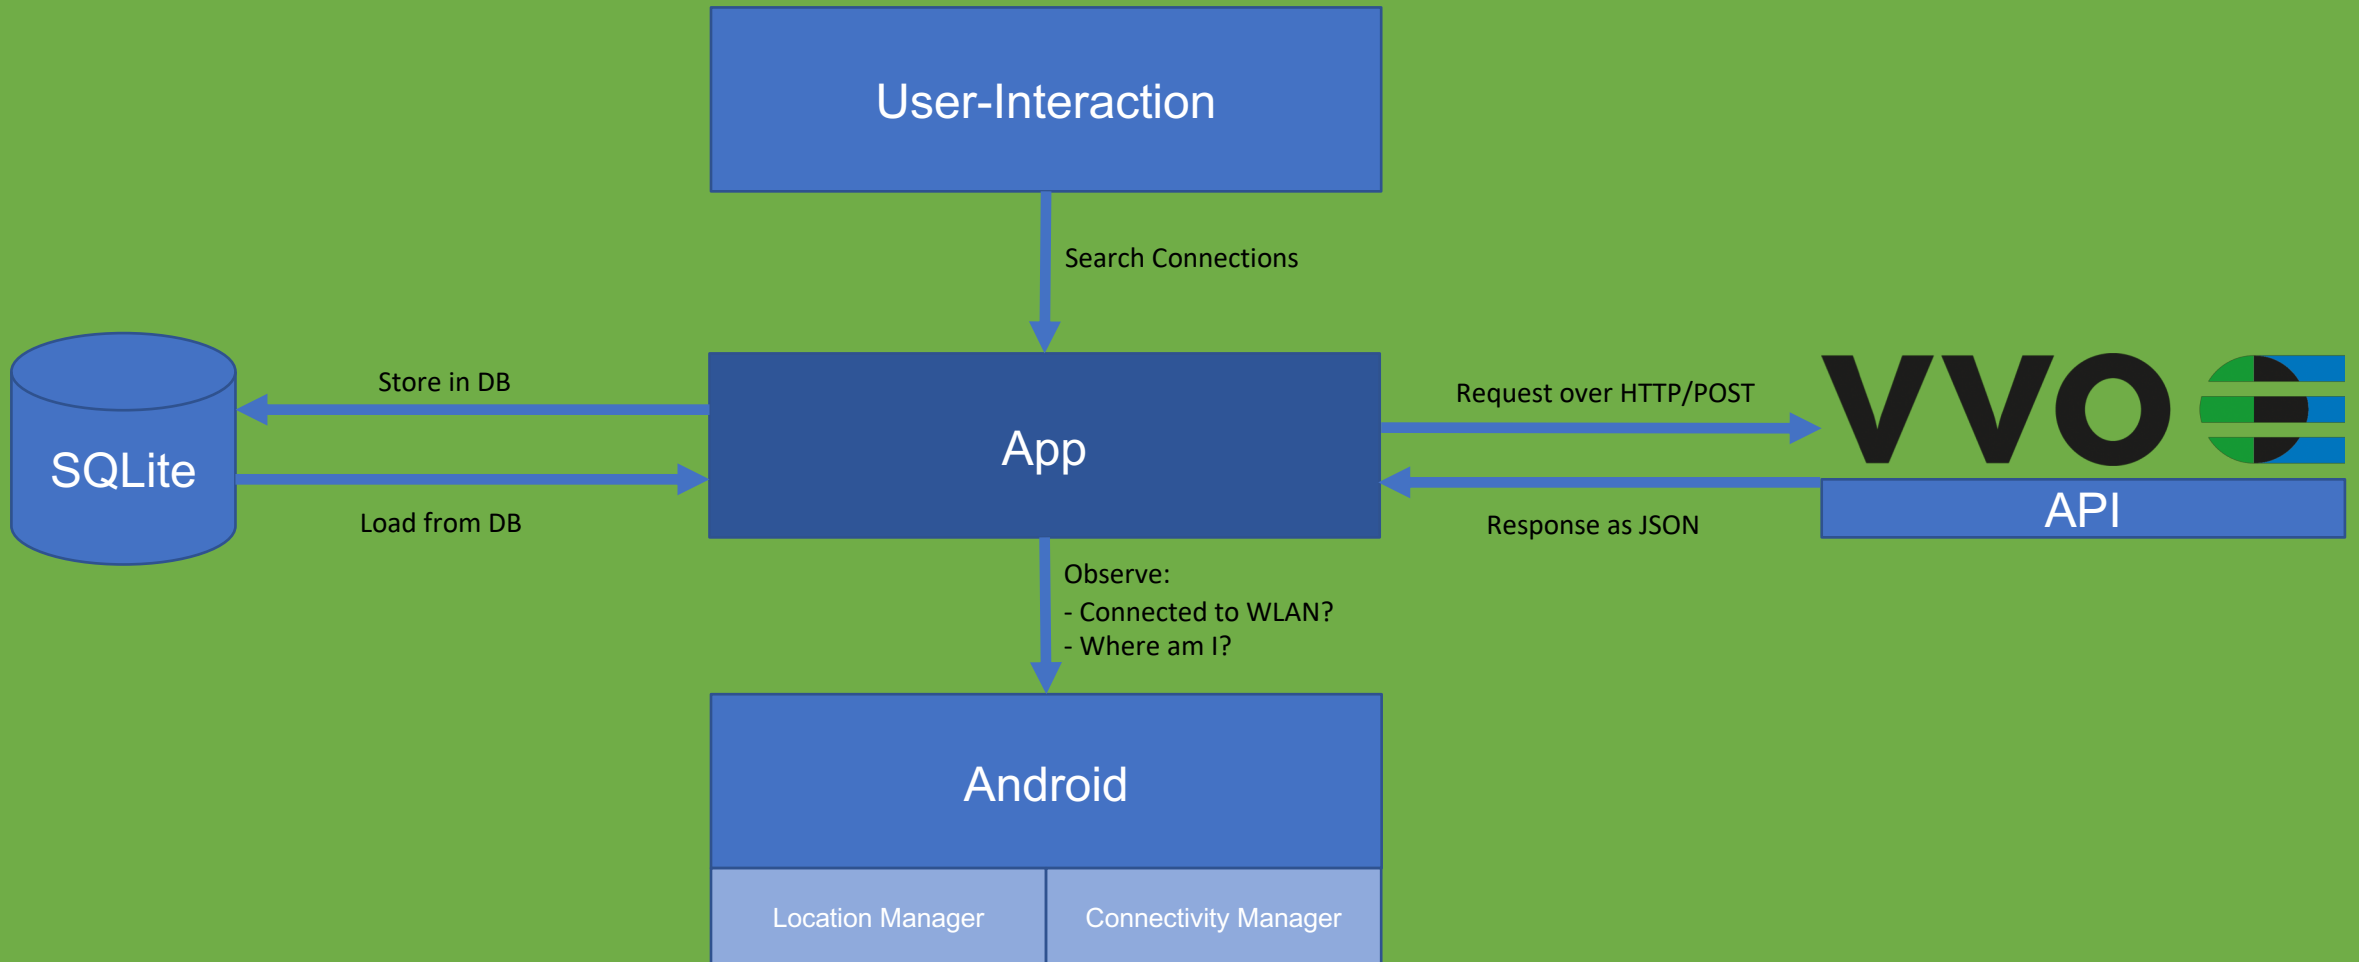 User-Interaction
Search Connections
Store in DB
Request over HTTP/POST
VVO
SQLite
App
API
Load from DB
Response as JSON
Observe:
- Connected to WLAN?
- Where am I?
Android
Location Manager
Connectivity Manager